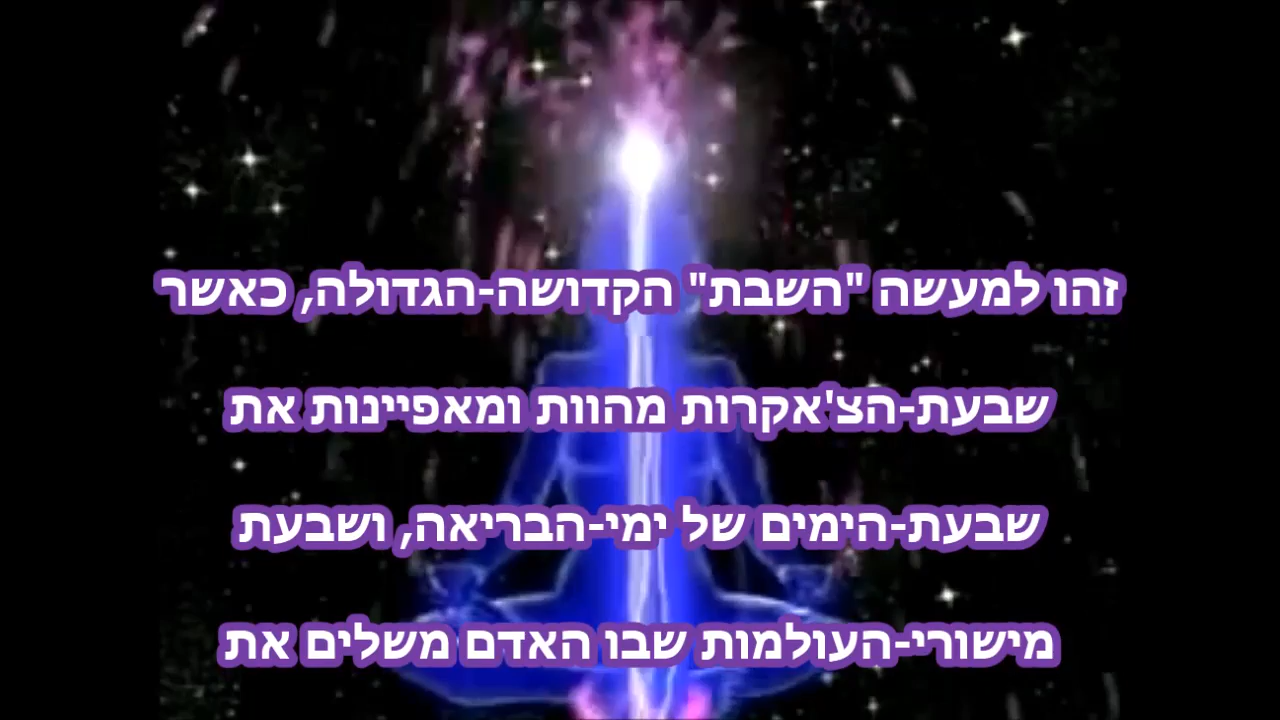 זהו למעשה "השבת" הקדושה-הגדולה, כאשר
שבעת-הצ'אקרות מהוות ומאפיינות את
שבעת-הימים של ימי-הבריאה, ושבעת
מישורי-העולמות שבו האדם משלים את